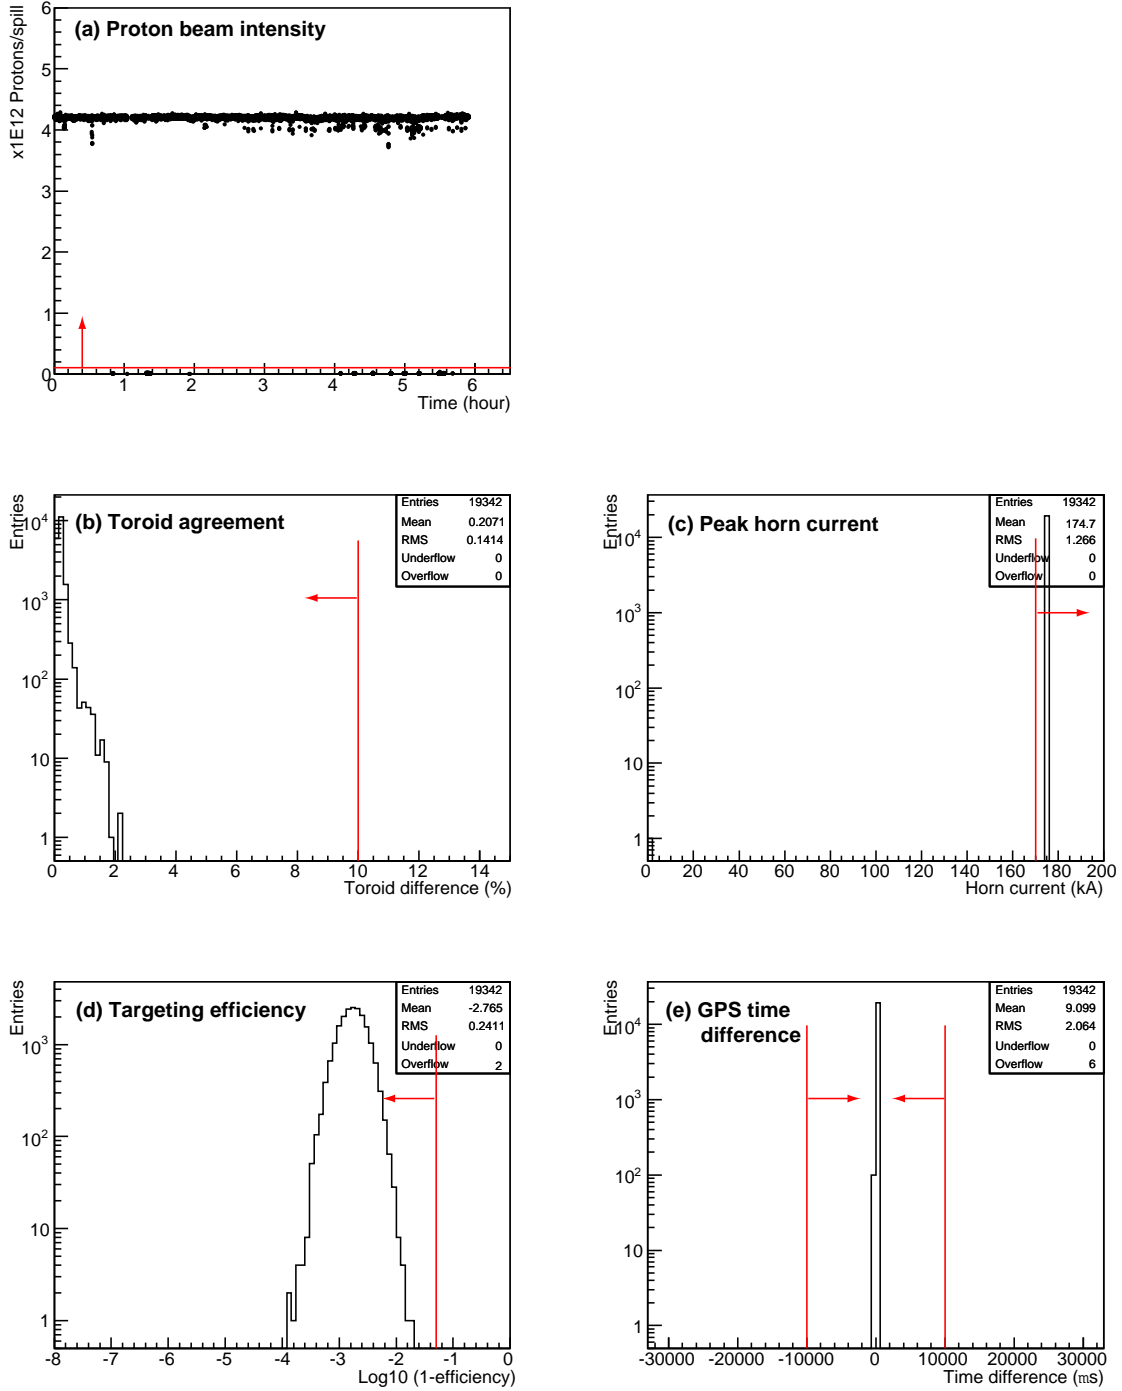 (a) Proton beam intensity
x1E12 Protons/spill
6
5
4
3
2
1
0
0 1 2 3 4 5 6
Time (hour)
(b) Toroid agreement
Entries
Entries 19342
Mean 0.2071
RMS 0.1414
Underflow 0
Overflow 0
10^4
10^3
10^2
10
1
0 2 4 6 8 10 12 14
Toroid difference (%)
(c) Peak horn current
Entries
Entries 19342
Mean 174.7
RMS 1.266
Underflow 0
Overflow 0
10^4
10^3
10^2
10
1
0 20 40 60 80 100 120 140 160 180 200
Horn current (kA)
(d) Targeting efficiency
Entries
Entries 19342
Mean -2.765
RMS 0.2411
Underflow 0
Overflow 2
10^3
10^2
10
1
-8 -7 -6 -5 -4 -3 -2 -1 0
Log10 (1-efficiency)
(e) GPS time
difference
Entries
Entries 19342
Mean 9.099
RMS 2.064
Underflow 0
Overflow 6
10^4
10^3
10^2
10
1
-30000 -20000 -10000 0 10000 20000 30000
Time difference (ms)